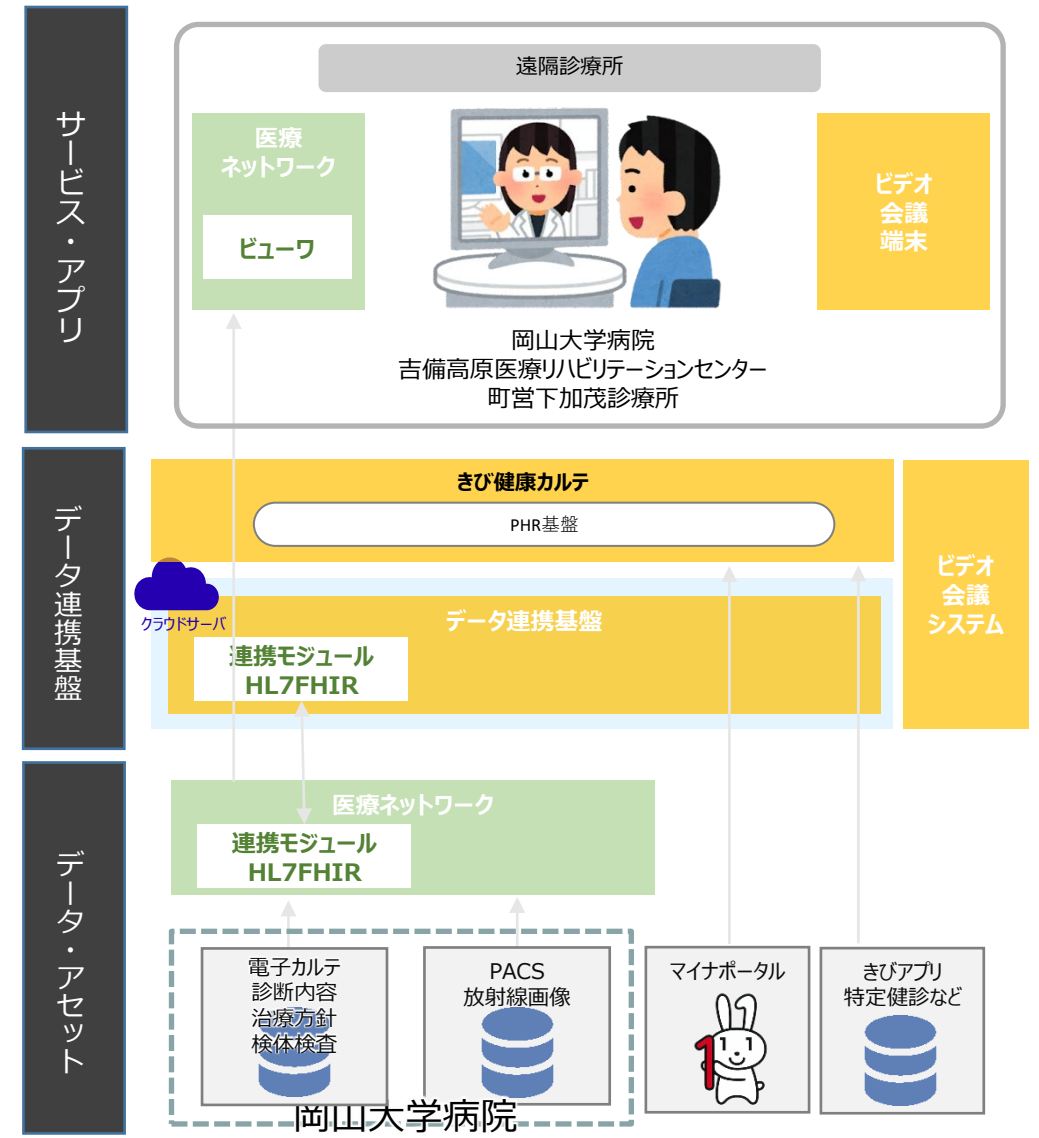 サービス・アプリ
遠隔診療所
医療
ネットワーク
ビューワ
ビデオ
会議
端末
岡山大学病院
吉備高原医療リハビリテーションセンター
町営下加茂診療所
データ連携基盤
きび健康カルテ
PHR基盤
ビデオ
会議
システム
クラウドサーバ
データ連携基盤
連携モジュール
HL7FHIR
データ・アセット
医療ネットワーク
連携モジュール
HL7FHIR
電子カルテ
診断内容
治療方針
検体検査
PACS
放射線画像
岡山大学病院
マイナポータル
1
きびアプリ
特定健診など